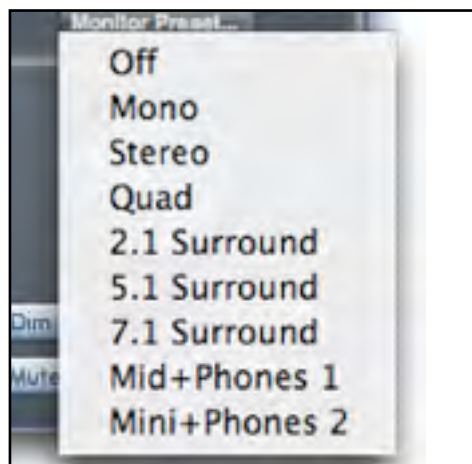 Monitor Preset...
Off
Mono
Stereo
Quad
2.1 Surround
5.1 Surround
7.1 Surround
Dim
Mid+Phones 1
Mute
Mini+Phones 2